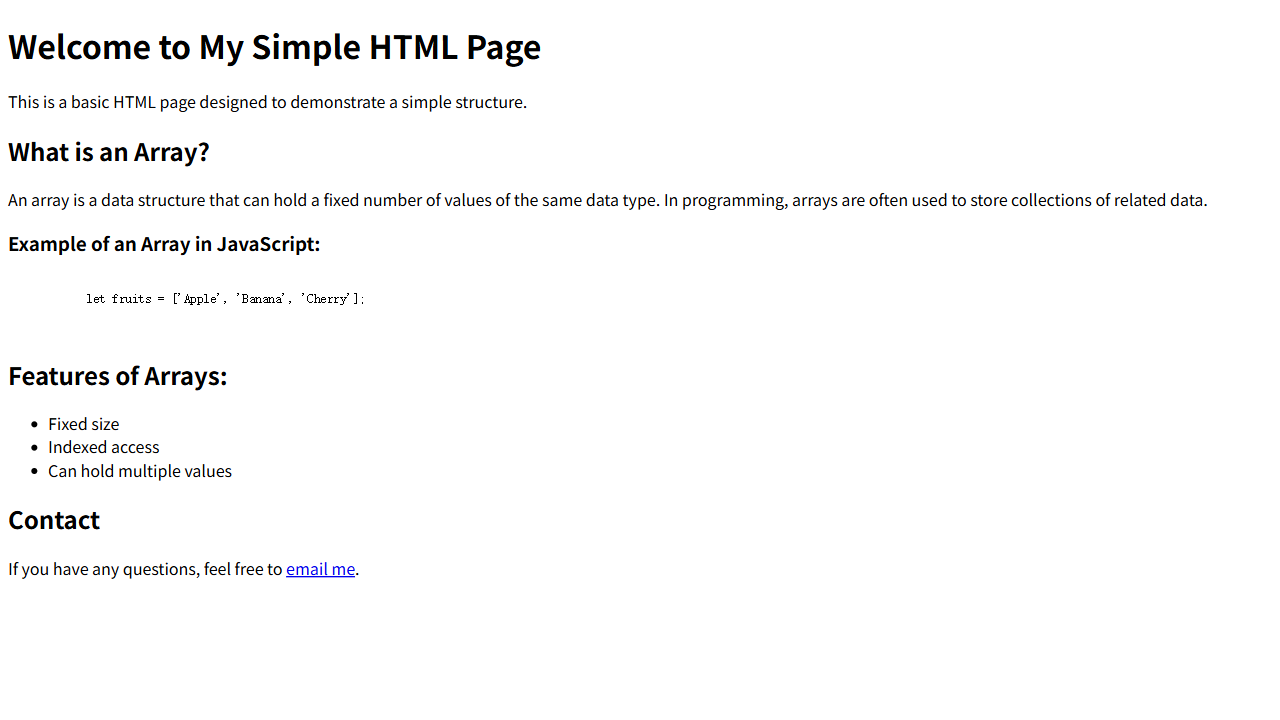 Welcome to My Simple HTML Page
This is a basic HTML page designed to demonstrate a simple structure.
What is an Array?
An array is a data structure that can hold a fixed number of values of the same data type. In programming, arrays are often used to store collections of related data.
Example of an Array in JavaScript:
let fruits = ['Apple', 'Banana', 'Cherry'];
Features of Arrays:
• Fixed size
• Indexed access
• Can hold multiple values
Contact
If you have any questions, feel free to email me.